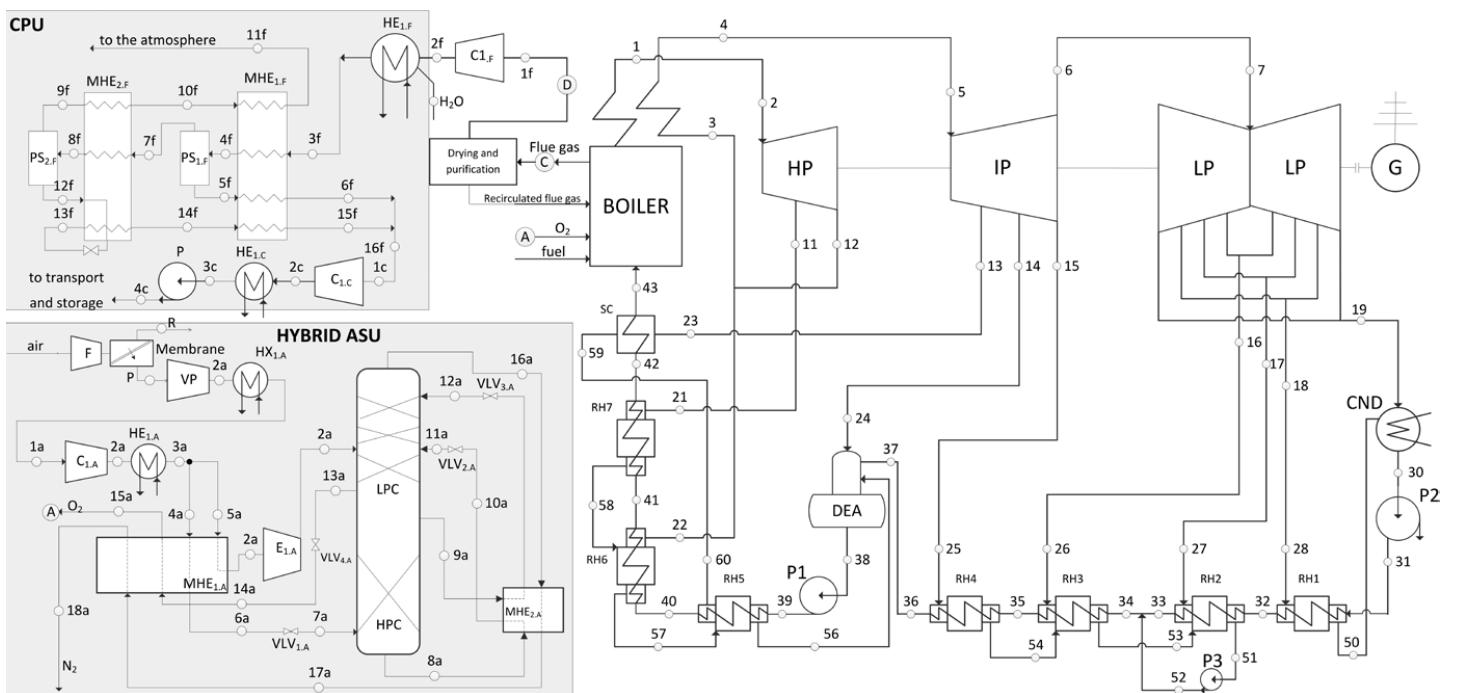 CPU
to the atmosphere
11f
HE1.F
2f
C1.F
1f
D
H2O
MHE2.F
MHE1.F
9f
10f
PS2.F
8f
7f
PS1.F
4f
3f
12f
5f
6f
13f
14f
15f
16f
P
3c
HE1.C
2c
C1.C
1c
to transport
and storage
4c
Drying and
purification
Flue gas
C
Recirculated flue gas
A
O2
fuel
BOILER
1
4
3
2
HP
11
12
5
IP
6
13
14
15
7
LP
LP
G
16
17
18
19
CND
30
P2
31
43
SC
23
59
42
RH7
21
58
41
RH6
22
60
57
40
RH5
39
P1
56
24
37
DEA
38
36
25
RH4
35
26
RH3
34
33
27
RH2
32
28
RH1
54
53
51
52
P3
50
HYBRID ASU
air
F
R
Membrane
P
VP
2a
HX1.A
1a
C1.A
2a
HE1.A
3a
A
O2
15a
4a
5a
2a
E1.A
MHE1.A
14a
VLV4.A
13a
2a
12a
VLV3.A
16a
11a
VLV2.A
LPC
10a
9a
HPC
MHE2.A
18a
6a
7a
VLV1.A
8a
N2
17a